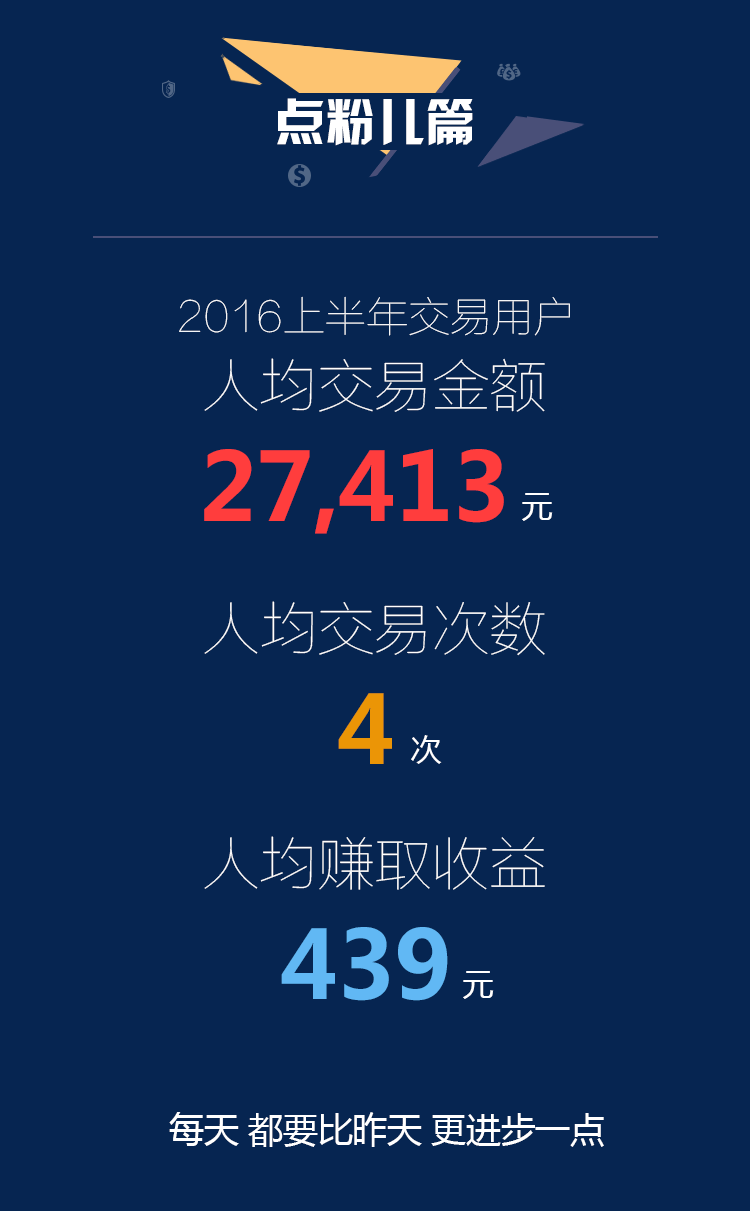 点粉儿篇
2016上半年交易用户
人均交易金额
27,413 元
人均交易次数
4 次
人均赚取收益
439 元
每天 都要比昨天 更进步一点